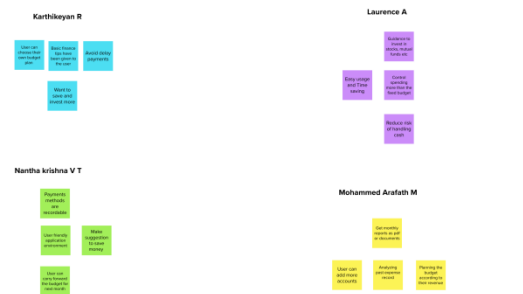 Karthikeyan R
User can
choose their
own budget
plan
Basic finance
tips have
been given to
the user
Avoid delay
payments
Want to
save and
invest more
Laurence A
Guidance to
invest in
stocks, mutual
funds etc
Easy usage
and Time
saving
Control
spending
more than the
fixed budget
Reduce risk
of handling
cash
Nantha krishna V T
Payments
methods
are
recordable
User friendly
application
environment
Make
suggestion
to save
money
User can
carry forward
the budget for
next month
Mohammed Arafath M
Get monthly
reports as pdf
or documents
User can
add more
accounts
Analyzing
past expense
record
Planning the
budget
according to
their revenue